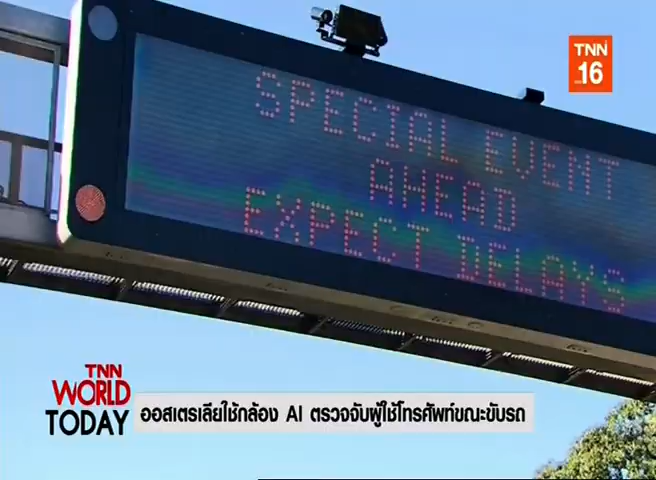 TNN
16
SPECIAL EVENT
AHEAD
EXPECT DELAYS
TNN
WORLD
TODAY
ออสเตรเลียใช้กล้อง AI ตรวจจับผู้ใช้โทรศัพท์ขณะขับรถ